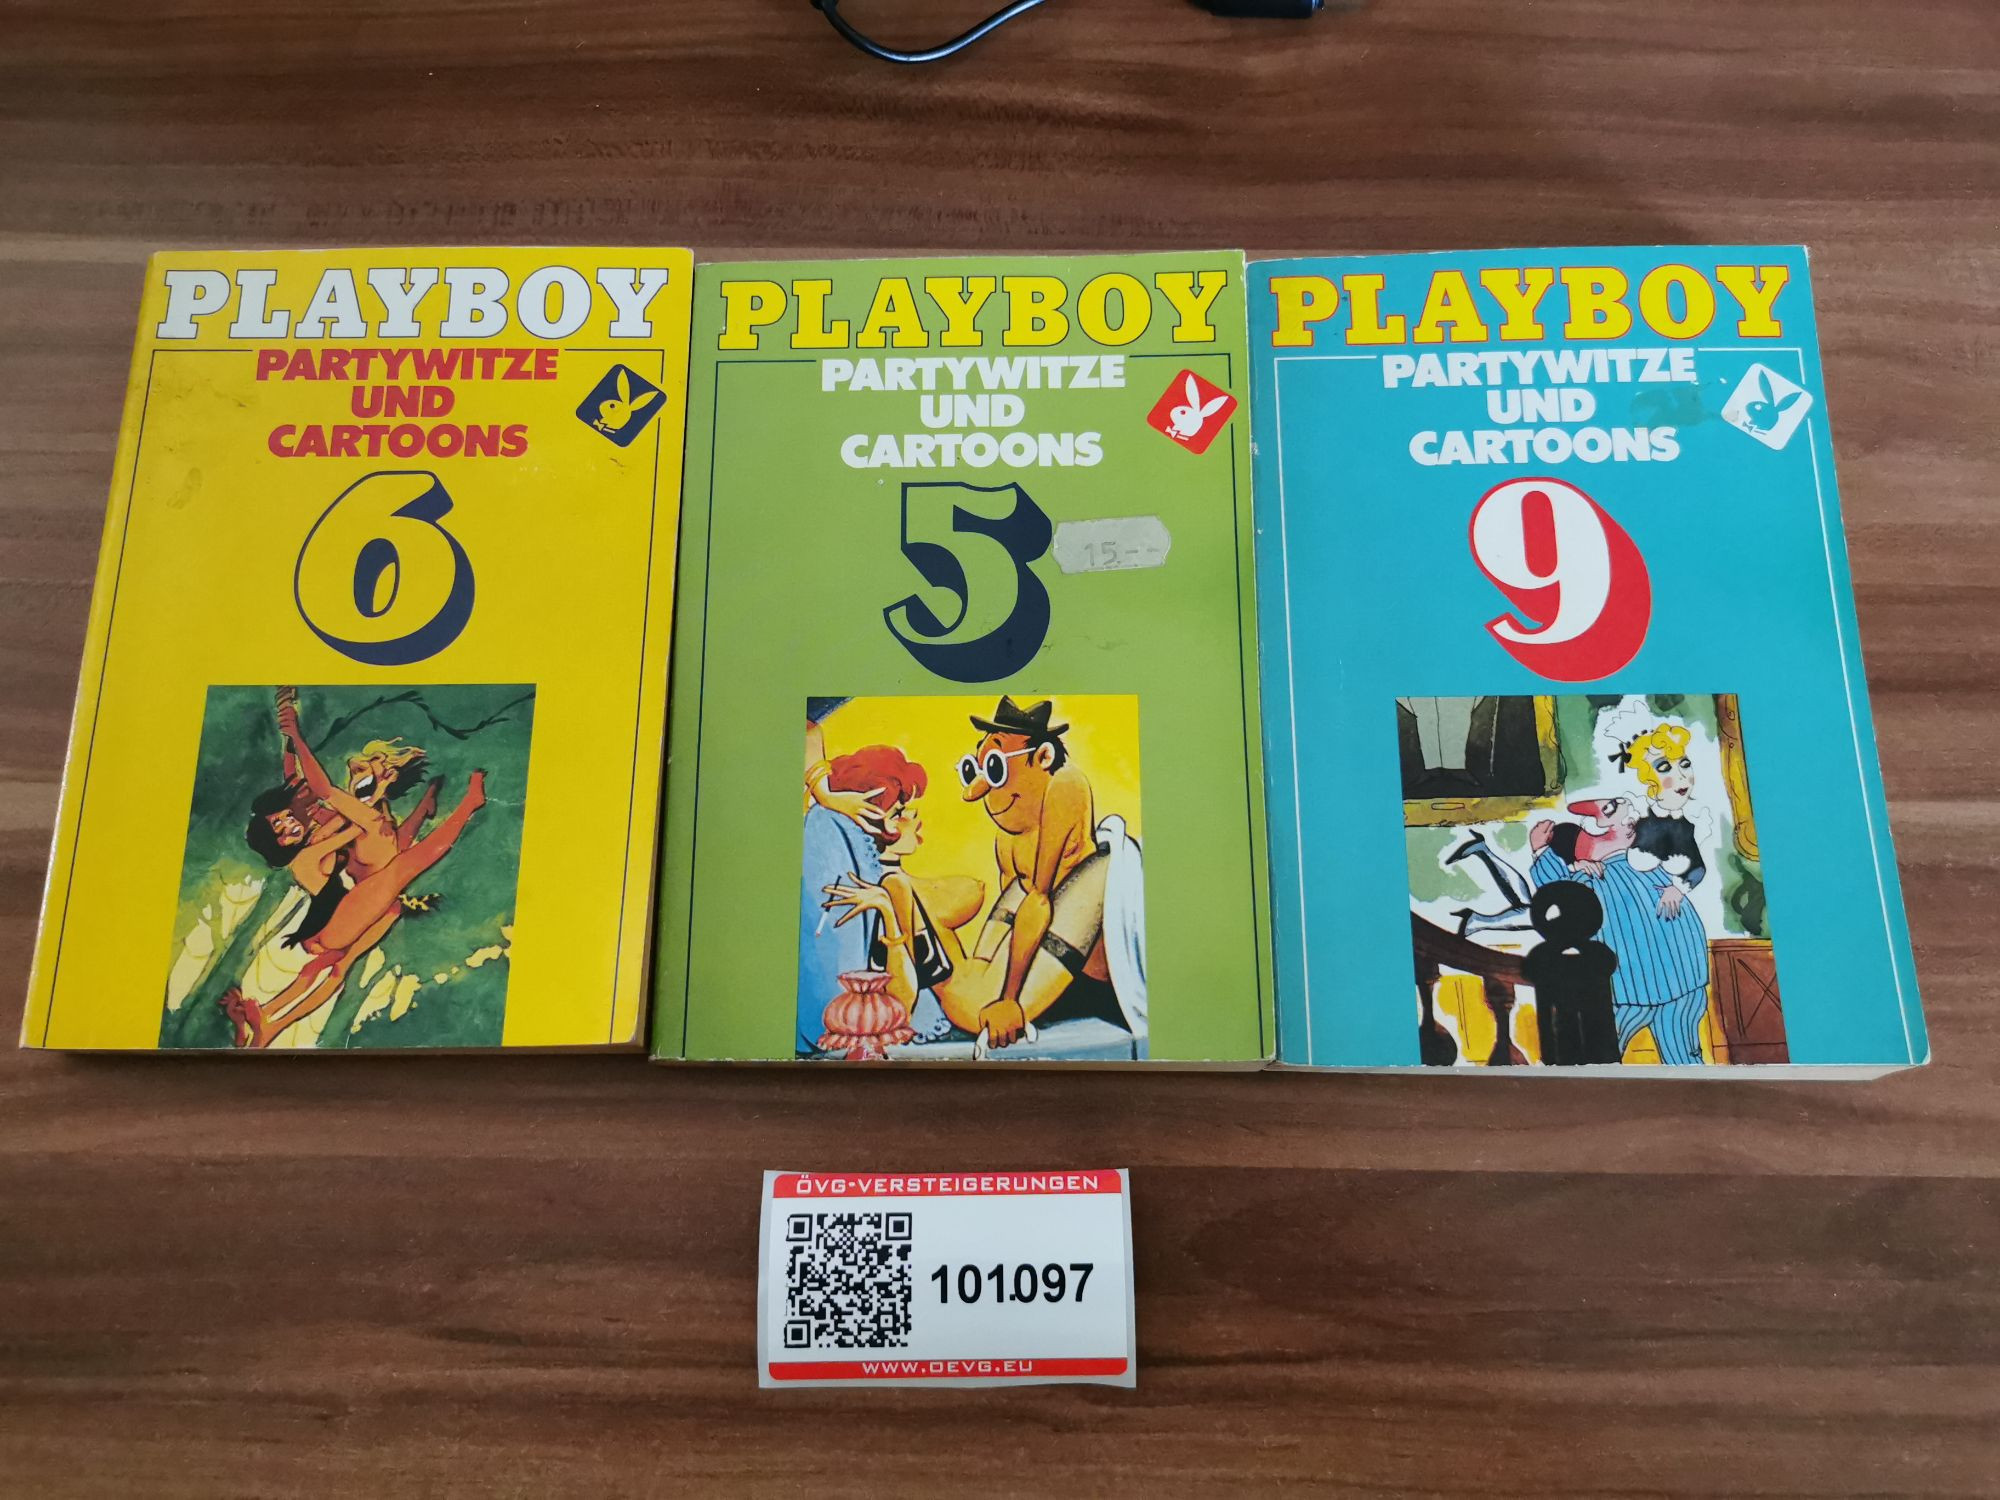 PLAYBOY
PARTYWITZE
UND
CARTOONS
6
PLAYBOY
PARTYWITZE
UND
CARTOONS
5
15.--
PLAYBOY
PARTYWITZE
UND
CARTOONS
9
ÖVG·VERSTEIGERUNGEN
101.097
WWW.OEVG.EU